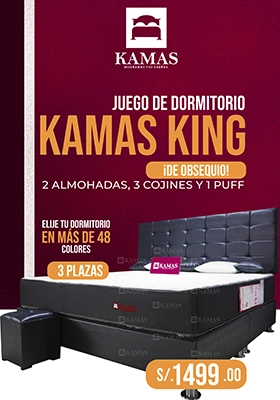 KAMAS
DISEÑAMOS TUS SUEÑOS
JUEGO DE DORMITORIO
KAMAS KING
¡DE OBSEQUIO!
2 ALMOHADAS, 3 COJINES Y 1 PUFF
ELIJE TU DORMITORIO
EN MÁS DE 48
COLORES
3 PLAZAS
KAMAS
S/.1499.00